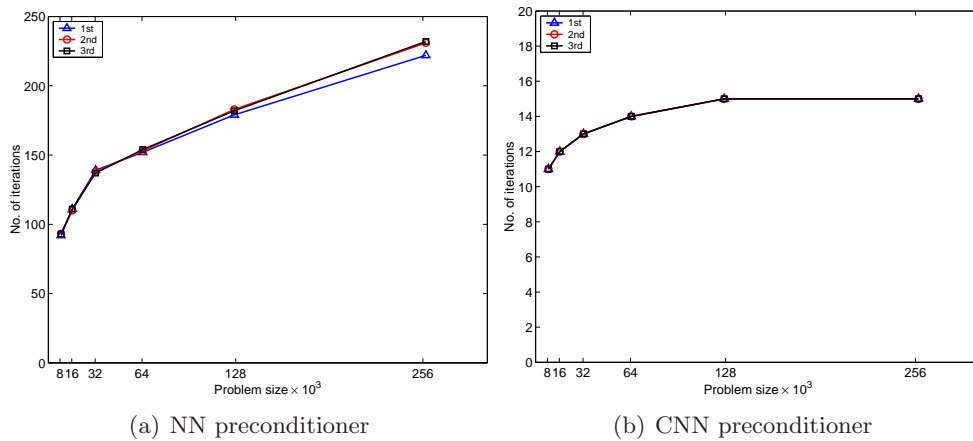 250
200
150
100
50
0
No. of iterations
1st
2nd
3rd
8 16 32 64 128 256
Problem size × 10³
(a) NN preconditioner
20
18
16
14
12
10
8
6
4
2
0
No. of iterations
1st
2nd
3rd
8 16 32 64 128 256
Problem size × 10³
(b) CNN preconditioner